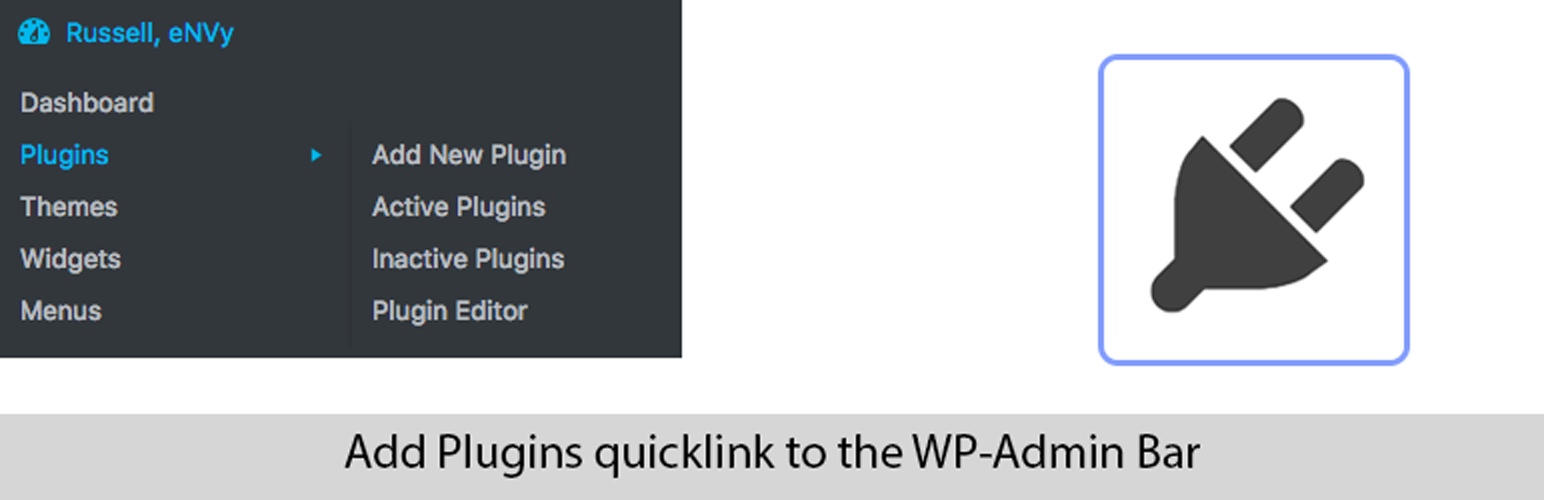 Russell, eNVy
Dashboard
Plugins
Themes
Widgets
Menus
Add New Plugin
Active Plugins
Inactive Plugins
Plugin Editor
Add Plugins quicklink to the WP-Admin Bar